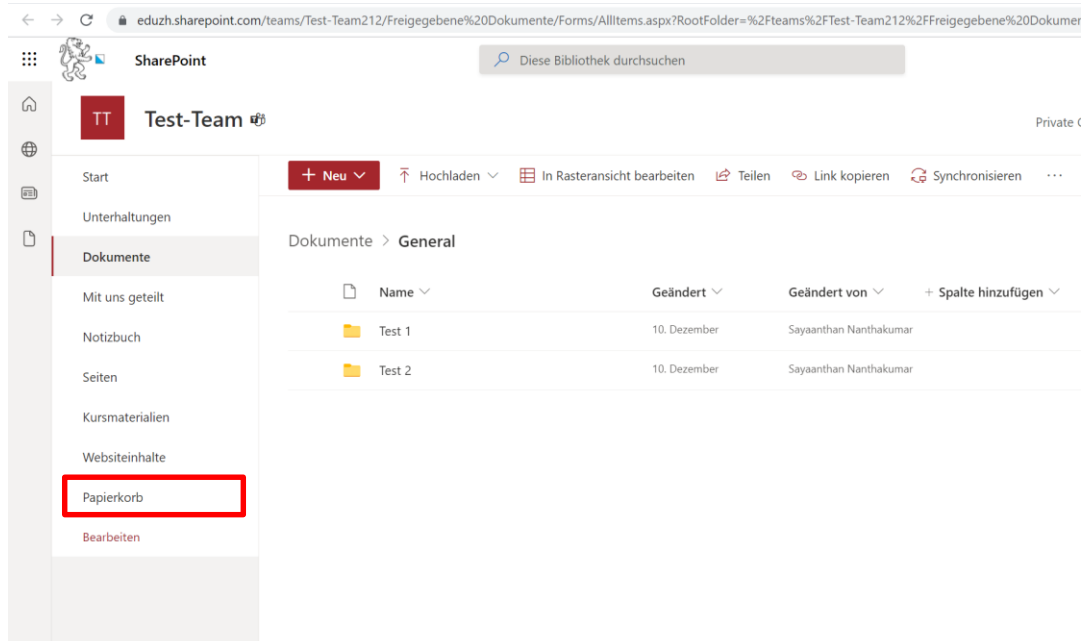 eduzh.sharepoint.com/teams/Test-Team212/Freigegebene%20Dokumente/Forms/AllItems.aspx?RootFolder=%2Fteams%2FTest-Team212%2FFreigegebene%20Dokumen
SharePoint
Diese Bibliothek durchsuchen
TT
Test-Team
Private
Start
Unterhaltungen
Dokumente
Mit uns geteilt
Notizbuch
Seiten
Kursmaterialien
Websiteinhalte
Papierkorb
Bearbeiten
+ Neu Hochladen In Rasteransicht bearbeiten Teilen Link kopieren Synchronisieren ...
Dokumente > General
Name Geändert Geändert von + Spalte hinzufügen
Test 1 10. Dezember Sayaanthan Nanthakumar
Test 2 10. Dezember Sayaanthan Nanthakumar